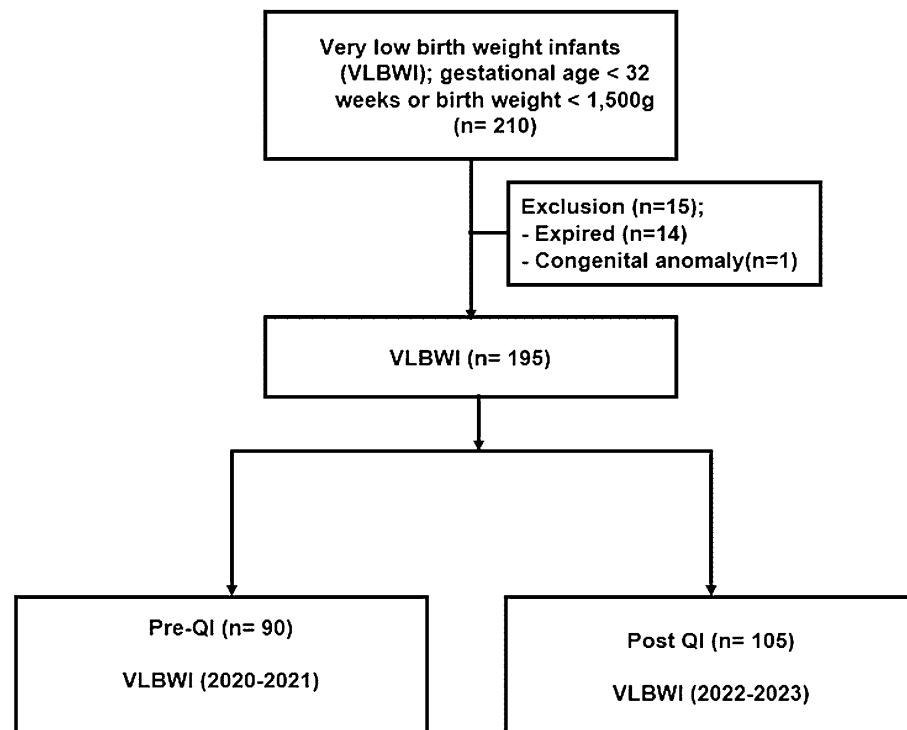 Very low birth weight infants
(VLBWI); gestational age < 32
weeks or birth weight < 1,500g
(n= 210)
Exclusion (n=15);
- Expired (n=14)
- Congenital anomaly(n=1)
VLBWI (n= 195)
Pre-QI (n= 90)
VLBWI (2020-2021)
Post QI (n= 105)
VLBWI (2022-2023)